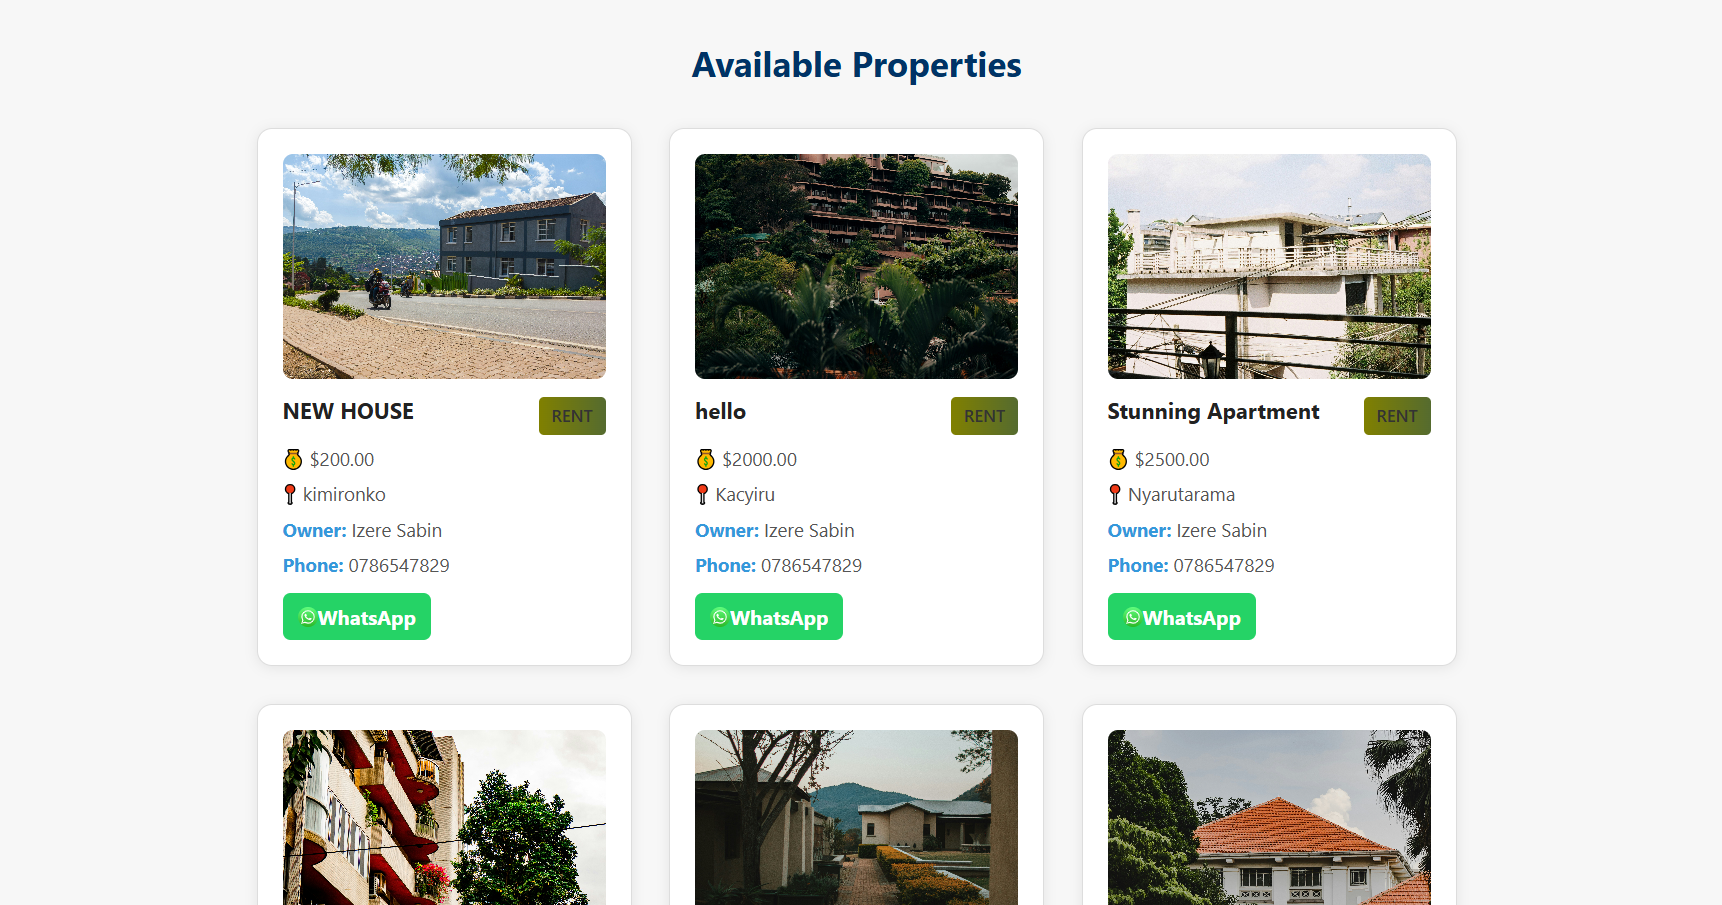 Available Properties
NEW HOUSE
RENT
$200.00
kimironko
Owner: Izere Sabin
Phone: 0786547829
WhatsApp
hello
RENT
$2000.00
Kacyiru
Owner: Izere Sabin
Phone: 0786547829
WhatsApp
Stunning Apartment
RENT
$2500.00
Nyarutarama
Owner: Izere Sabin
Phone: 0786547829
WhatsApp